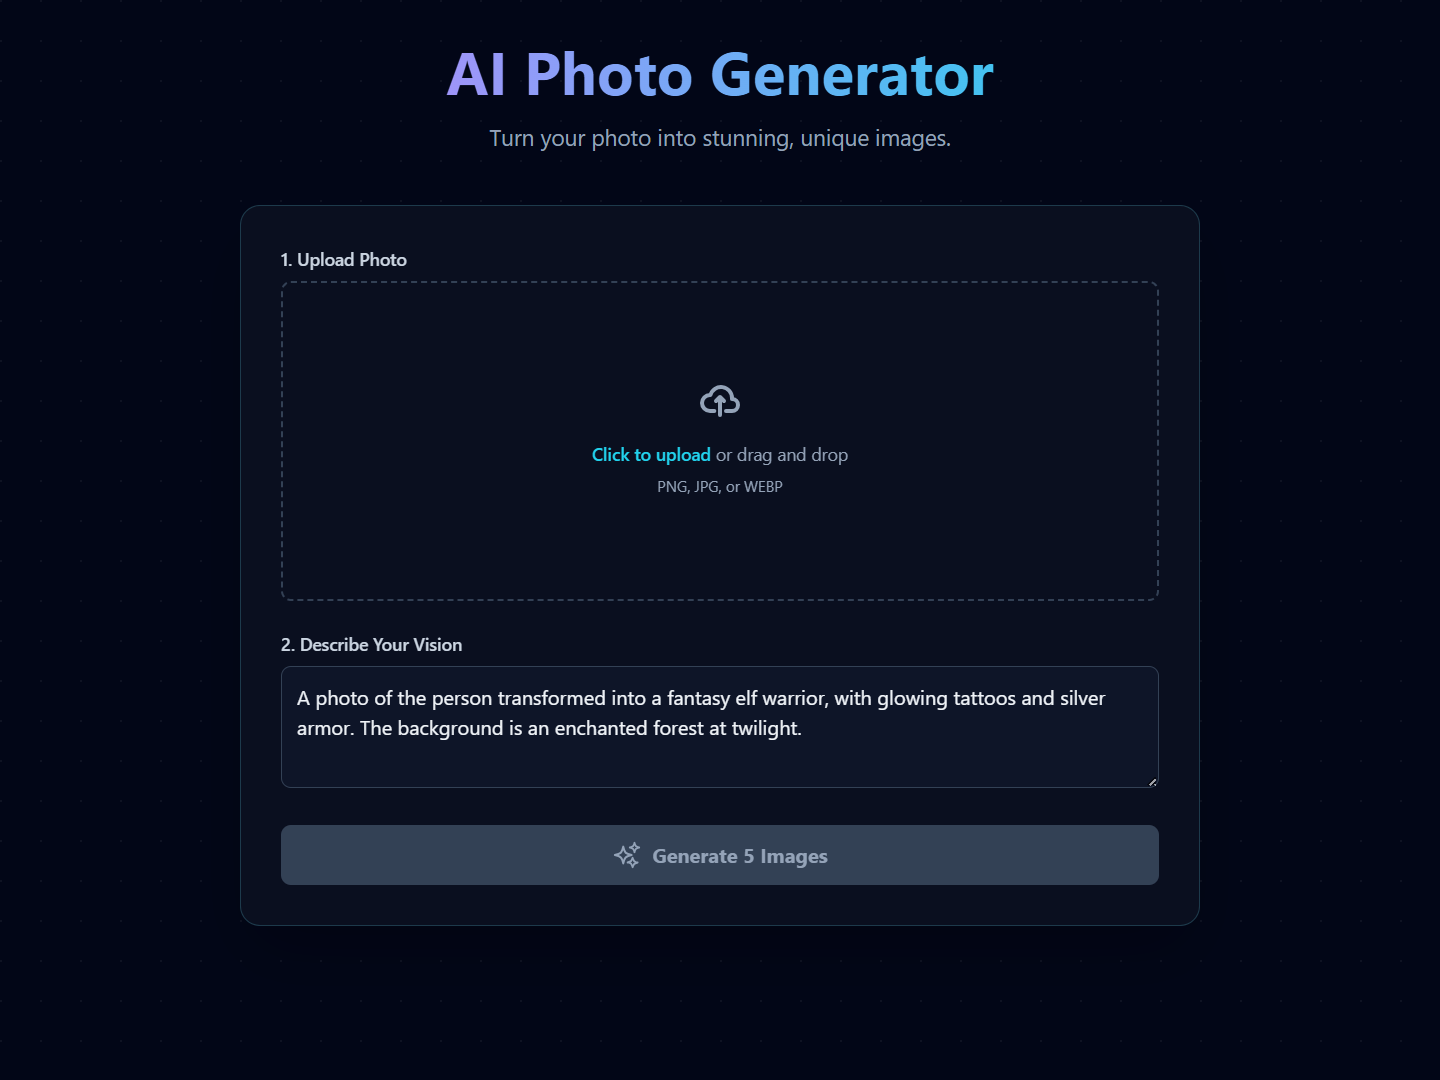 AI Photo Generator
Turn your photo into stunning, unique images.
1. Upload Photo
Click to upload or drag and drop
PNG, JPG, or WEBP
2. Describe Your Vision
A photo of the person transformed into a fantasy elf warrior, with glowing tattoos and silver
armor. The background is an enchanted forest at twilight.
Generate 5 Images